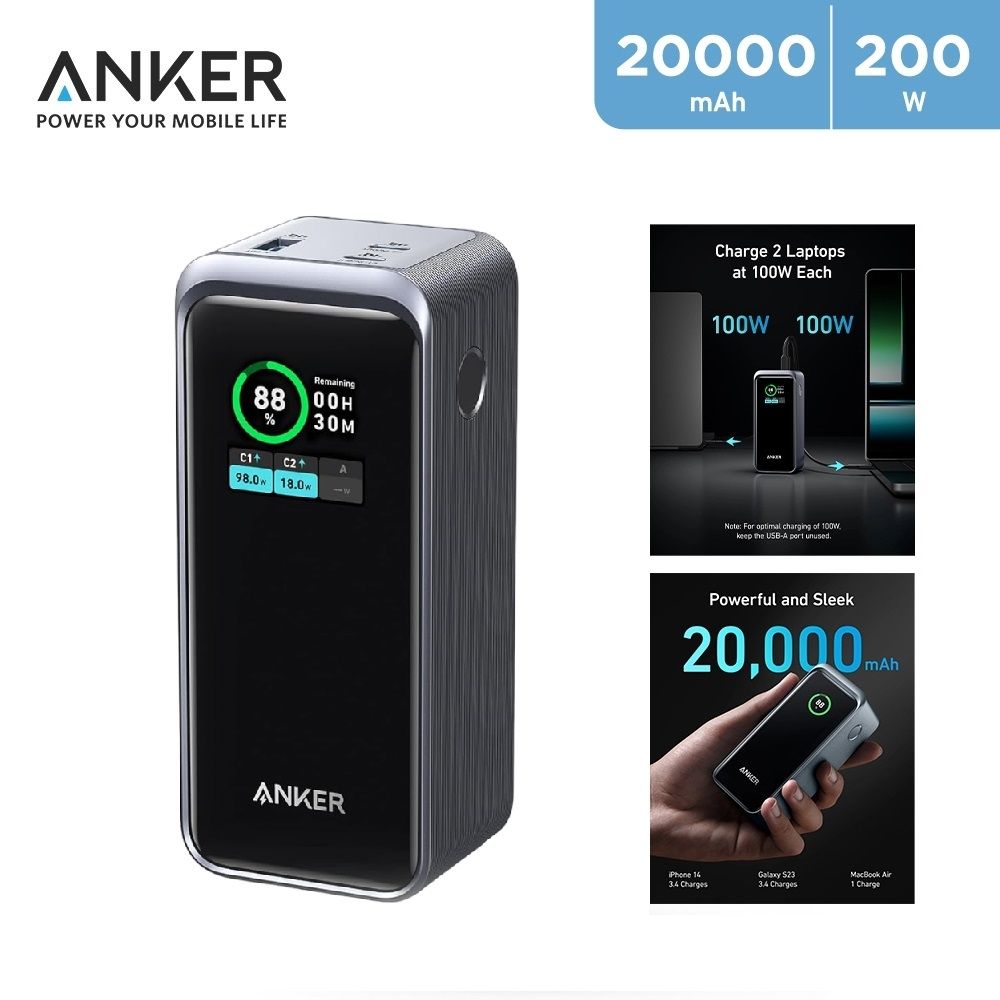 ANKER
POWER YOUR MOBILE LIFE
20000
mAh
200
W
88
%
Remaining
00H
30M
C1↑
C2↑
A
98.0w
18.0w
—w
ANKER
Charge 2 Laptops
at 100W Each
100W
100W
ANKER
Note: For optimal charging of 100W,
keep the USB-A port unused.
Powerful and Sleek
20,000mAh
88
ANKER
iPhone 14
3.4 Charges
Galaxy S23
3.4 Charges
MacBook Air
1 Charge